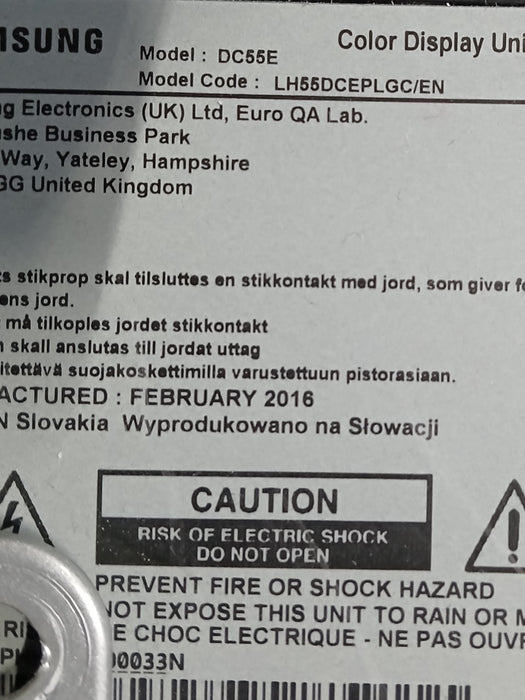 SUNG
Color Display Uni
Model : DC55E
Model Code : LH55DCEPLGC/EN
g Electronics (UK) Ltd, Euro QA Lab.
she Business Park
Way, Yateley, Hampshire
GG United Kingdom
s stikprop skal tilsluttes en stikkontakt med jord, som giver f
ens jord.
må tilkoples jordet stikkontakt
skall anslutas till jordat uttag
itettävä suojakoskettimilla varustettuun pistorasiaan.
ACTURED : FEBRUARY 2016
N Slovakia Wyprodukowano na Słowacji
CAUTION
RISK OF ELECTRIC SHOCK
DO NOT OPEN
PREVENT FIRE OR SHOCK HAZARD
NOT EXPOSE THIS UNIT TO RAIN OR M
RI
E CHOC ELECTRIQUE - NE PAS OUVR
00033N